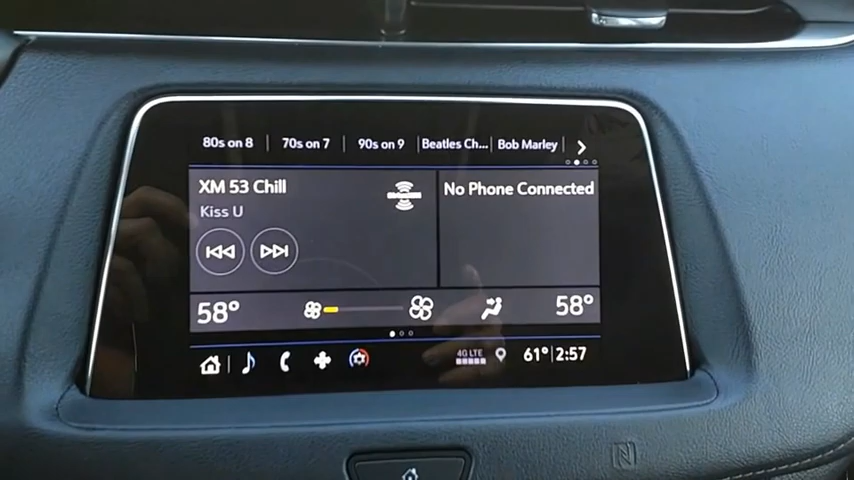 80s on 8 | 70s on 7 | 90s on 9 | Beatles Ch... | Bob Marley
XM 53 Chill
Kiss U
No Phone Connected
58° 58°
4G LTE 61° 2:57